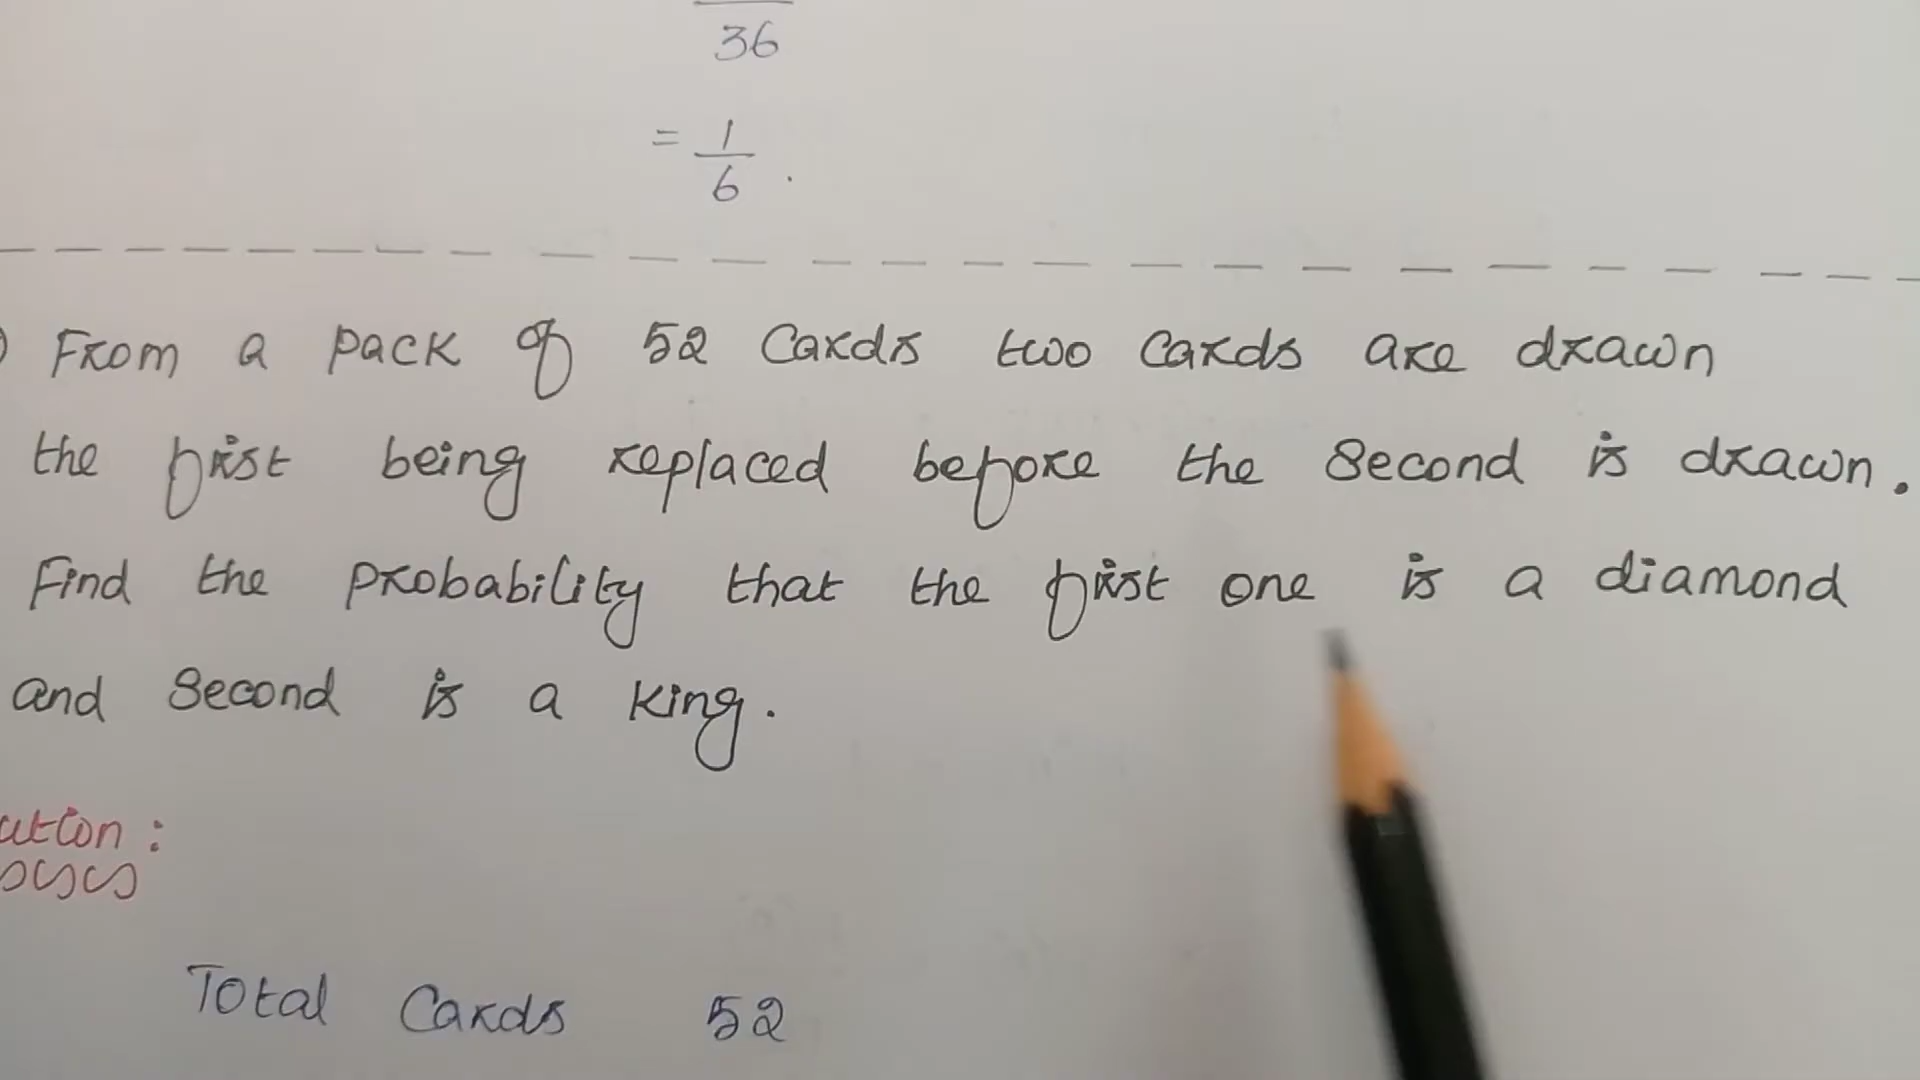 36
= 1/6 .
) From a pack of 52 cards two cards are drawn
the first being replaced before the second is drawn.
Find the probability that the first one is a diamond
and second is a king.
ution :
Total Cards 52